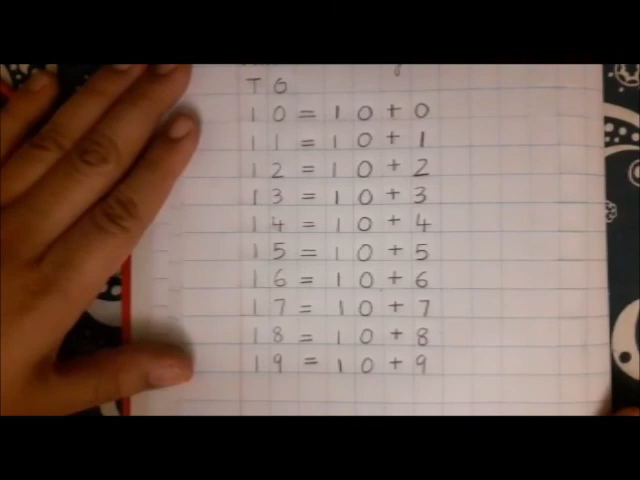 T O
10 = 10 + 0
11 = 10 + 1
12 = 10 + 2
13 = 10 + 3
14 = 10 + 4
15 = 10 + 5
16 = 10 + 6
17 = 10 + 7
18 = 10 + 8
19 = 10 + 9